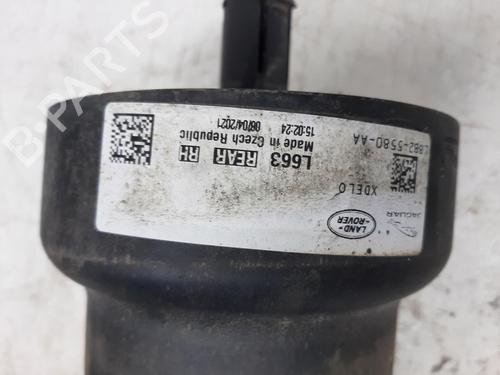 JAGUAR
LAND-
-ROVER
XDELO
L8B2-5580-AA
L663 REAR RH
Made in Czech Republic
15:02:24 08/04/2021